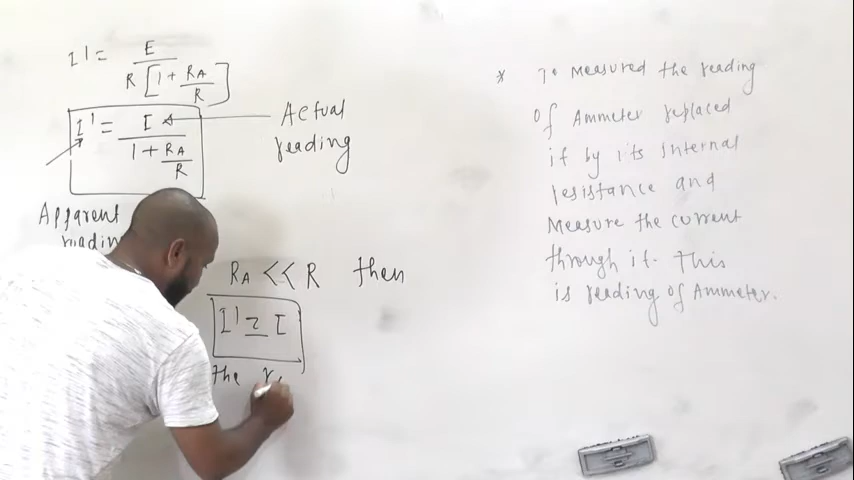 I' = E / R [1 + RA/R]
I' = I / 1 + RA/R
Actual
reading
Apparent
reading
RA << R then
I' ≃ I
the
* To Measured the reading
Of Ammeter replaced
it by its internal
resistance and
Measure the current
through it. This
is reading of Ammeter.